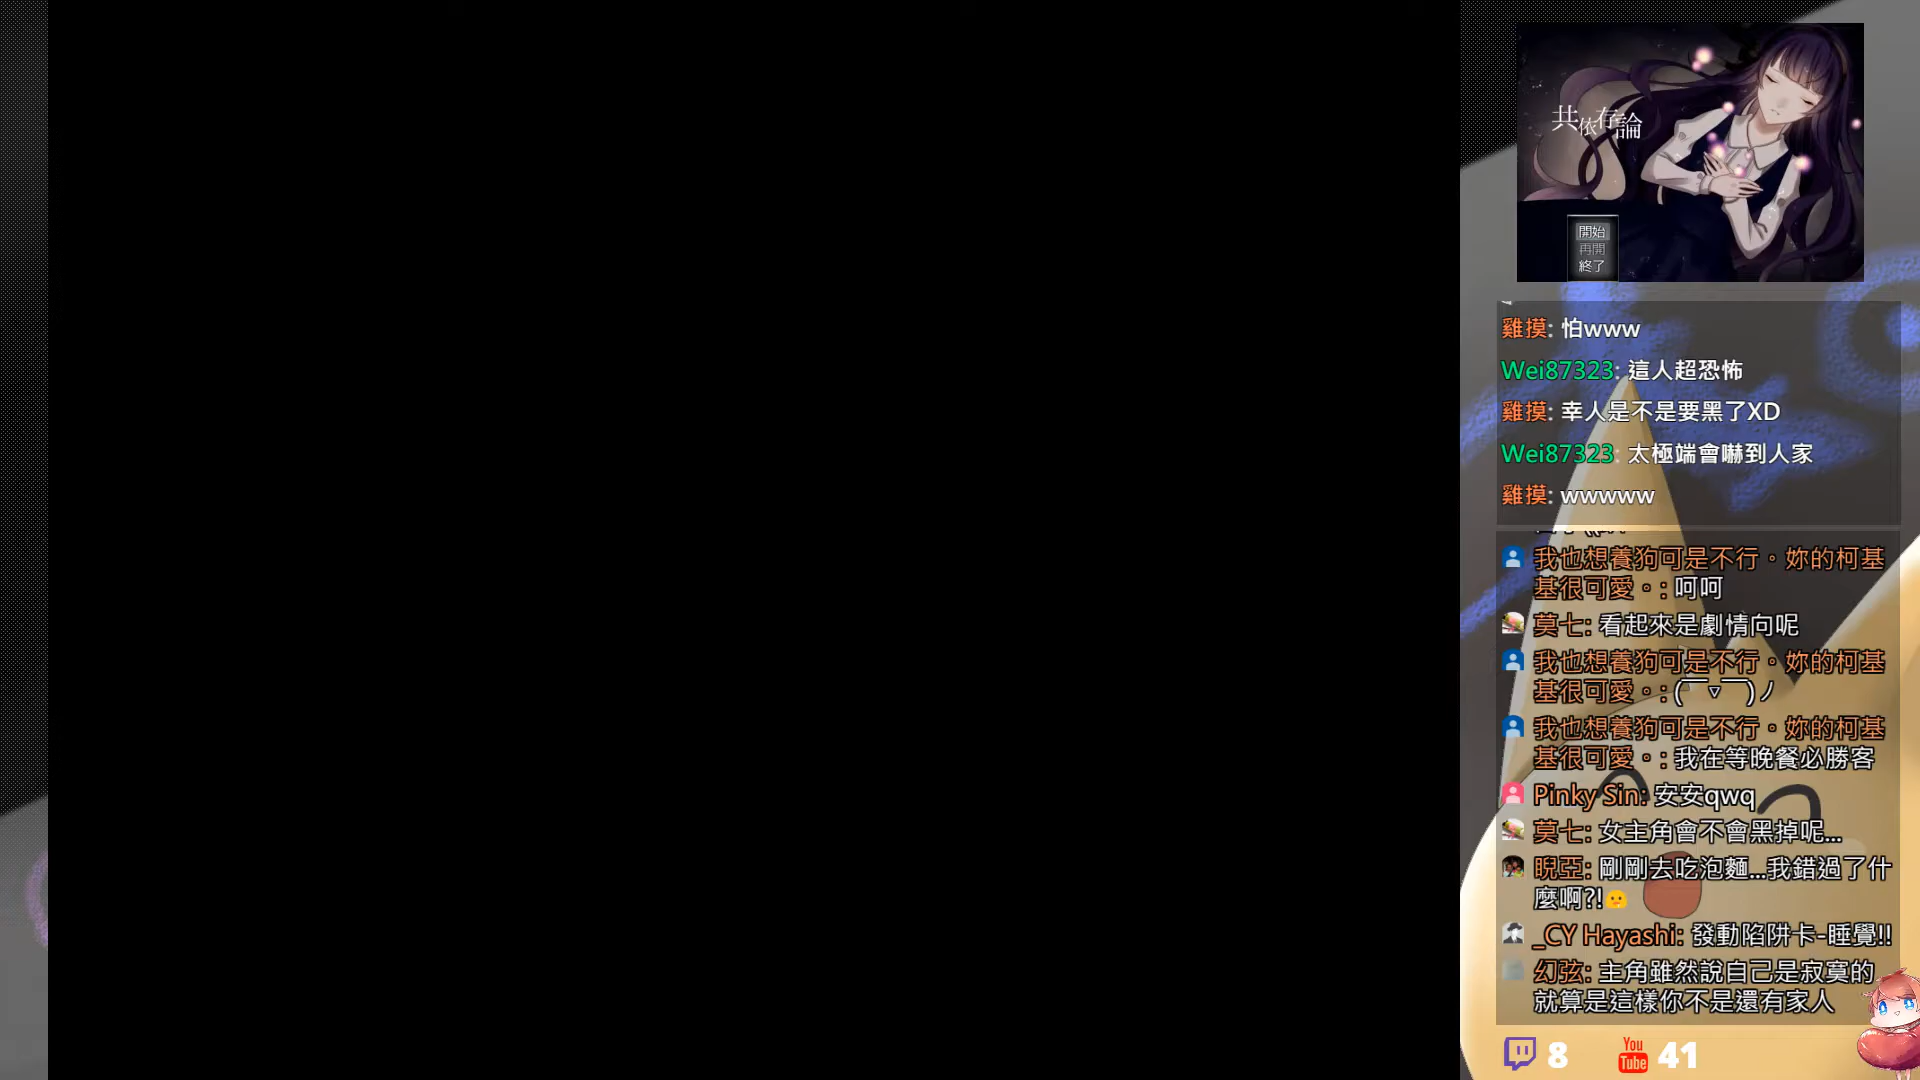 共依存論
開始
再開
終了
雞摸: 怕www
Wei87323: 這人超恐怖
雞摸: 幸人是不是要黑了XD
Wei87323: 太極端會嚇到人家
雞摸: wwwww
我也想養狗可是不行。妳的柯基
基很可愛。: 呵呵
莫七: 看起來是劇情向呢
我也想養狗可是不行。妳的柯基
基很可愛。: (￣▽￣)ノ
我也想養狗可是不行。妳的柯基
基很可愛。: 我在等晚餐必勝客
Pinky Sin: 安安qwq
莫七: 女主角會不會黑掉呢...
睨亞: 剛剛去吃泡麵...我錯過了什
麼啊?!
_CY Hayashi: 發動陷阱卡-睡覺!!
幻弦: 主角雖然說自己是寂寞的
就算是這樣你不是還有家人
8
You
Tube
41